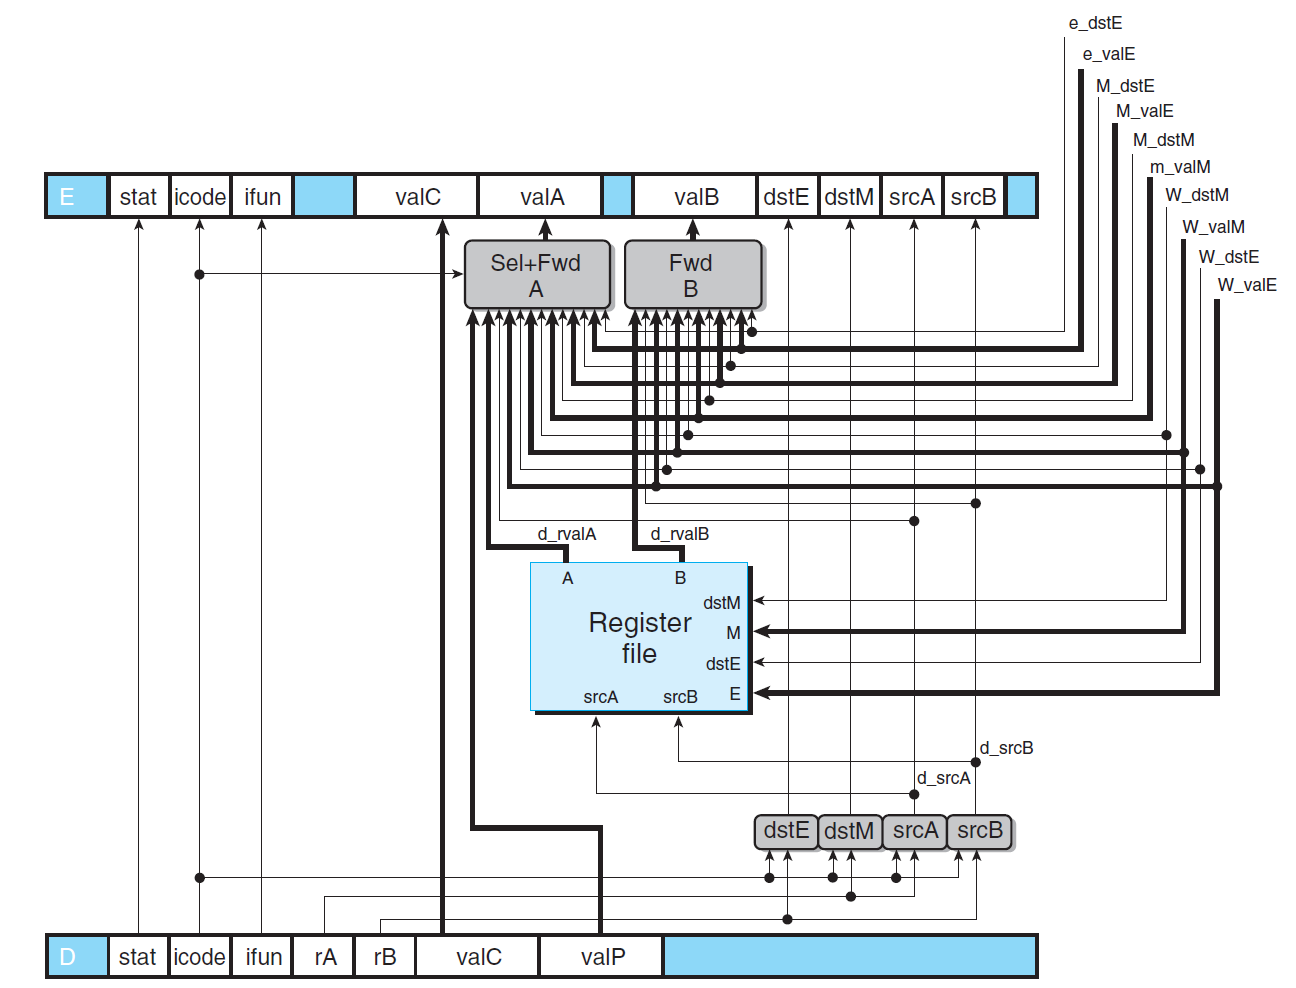 e_dstE
e_valE
M_dstE
M_valE
M_dstM
m_valM
W_dstM
W_valM
W_dstE
W_valE
E stat icode ifun valC valA valB dstE dstM srcA srcB
Sel+Fwd
A
Fwd
B
d_rvalA d_rvalB
A B
dstM
Register
M
file
dstE
E
srcA srcB
d_srcB
d_srcA
dstE dstM srcA srcB
D stat icode ifun rA rB valC valP